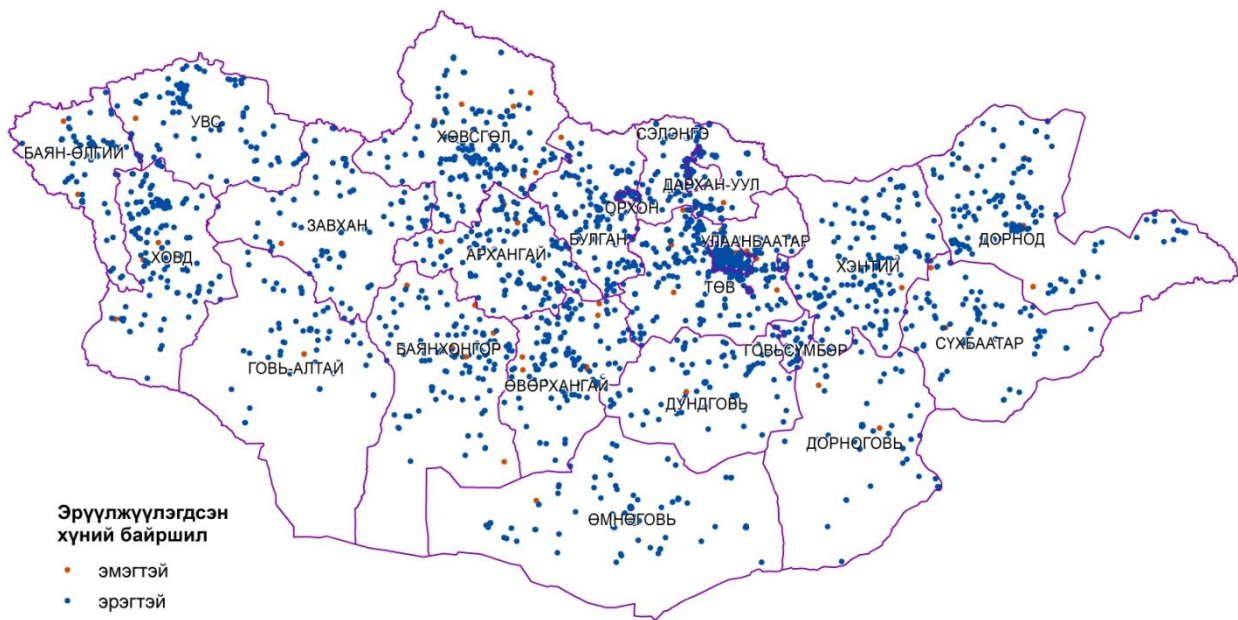 СЭЛЭНГЭ
УВС
ХӨВСГӨЛ
БАЯН-ӨЛГИЙ
ДАРХАН-УУЛ
ОРХОН
ЗАВХАН
БУЛГАН
УЛААНБААТАР
ДОРНОД
АРХАНГАЙ
ХОВД
ХЭНТИЙ
ТӨВ
СҮХБААТАР
БАЯНХОНГОР
ГОВЬСҮМБЭР
ГОВЬ-АЛТАЙ
ӨВӨРХАНГАЙ
ДУНДГОВЬ
ДОРНОГОВЬ
ӨМНӨГОВЬ
Эрүүлжүүлэгдсэн
хүний байршил
эмэгтэй
эрэгтэй